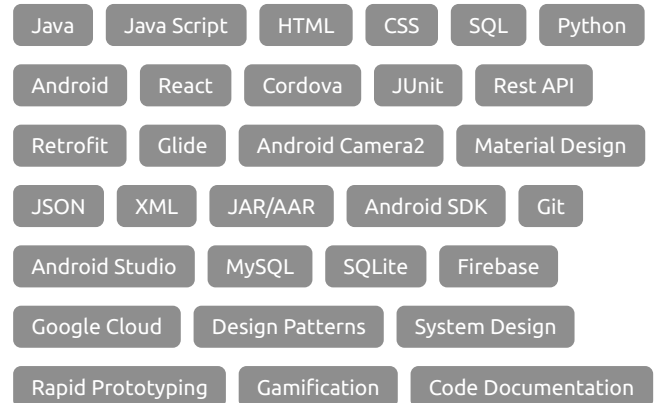 Java Java Script HTML CSS SQL Python
Android React Cordova JUnit Rest API
Retrofit Glide Android Camera2 Material Design
JSON XML JAR/AAR Android SDK Git
Android Studio MySQL SQLite Firebase
Google Cloud Design Patterns System Design
Rapid Prototyping Gamification Code Documentation